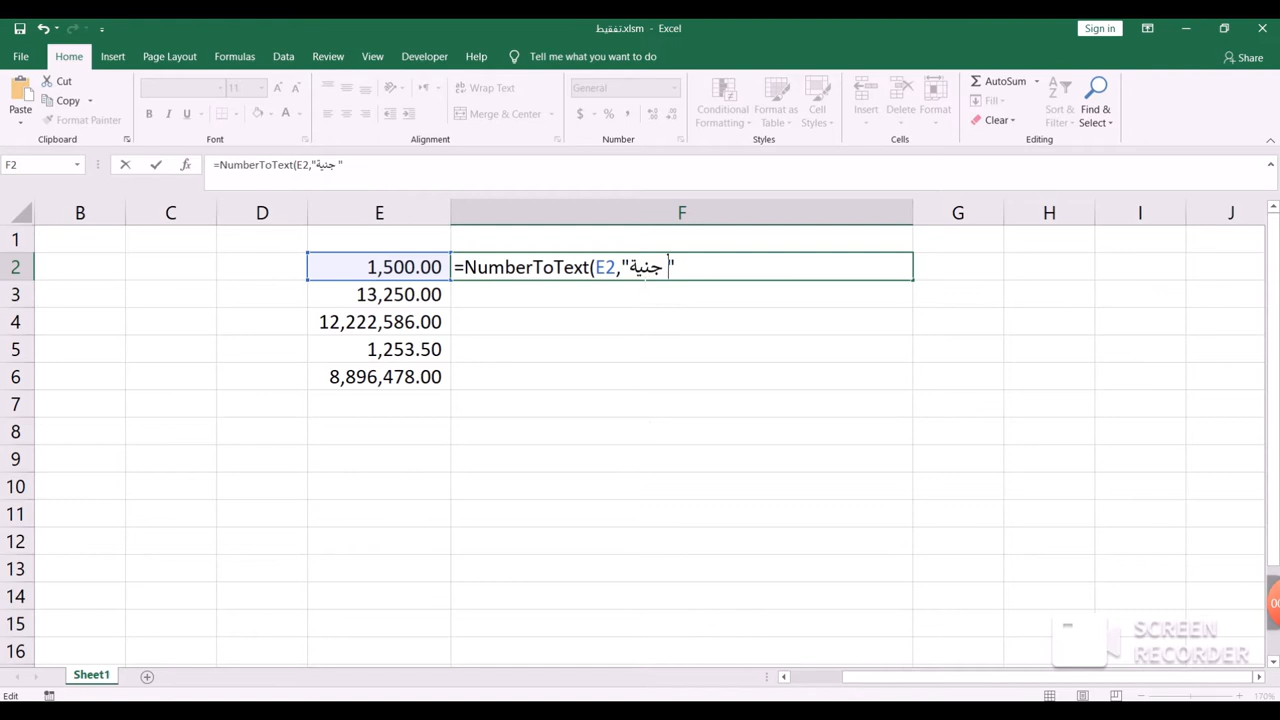 تفقيط.xlsm - Excel
Sign in
File Home Insert Page Layout Formulas Data Review View Developer Help Tell me what you want to do Share
Paste
Cut
Copy
Format Painter
Clipboard
11
Font
Wrap Text
Merge & Center
Alignment
General
Number
Conditional Formatting
Format as Table
Cell Styles
Styles
Insert Delete Format
Cells
AutoSum
Fill
Clear
Sort & Filter
Find & Select
Editing
F2
=NumberToText(E2,"جنية "
B C D E F G H I J
1
2 1,500.00 =NumberToText(E2,"جنية "
3 13,250.00
4 12,222,586.00
5 1,253.50
6 8,896,478.00
7
8
9
10
11
12
13
14
15
16
SCREEN
RECORDER
Sheet1
Edit
170%